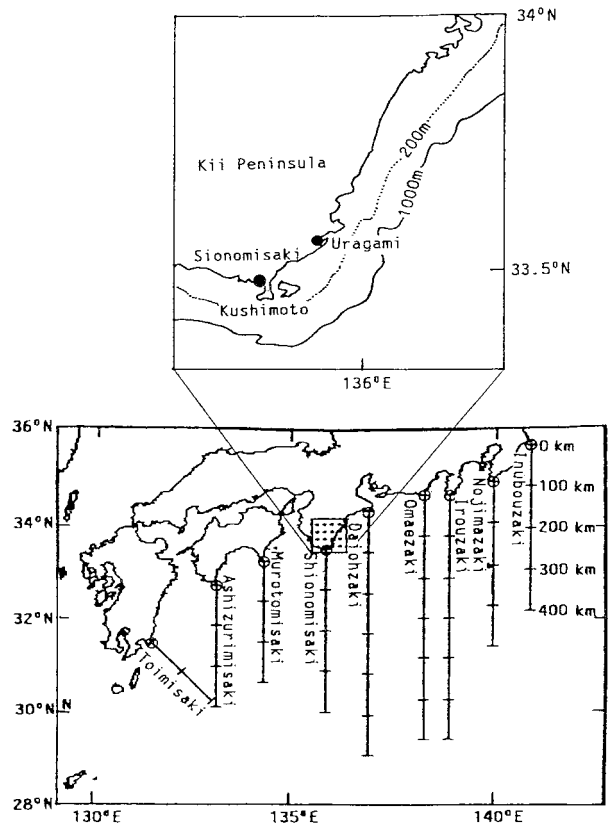 34°N
200m
1000m
Kii Peninsula
Uragami
Sionomisaki
33.5°N
Kushimoto
136°E
36°N
34°N
32°N
30°N
28°N
130°E
135°E
140°E
0 km
100 km
200 km
300 km
400 km
Toimisaki
Ashizurimisaki
Murotomisaki
Shionomisaki
Daiohzaki
Omaezaki
Irouzaki
Nojimazaki
Inubouzaki